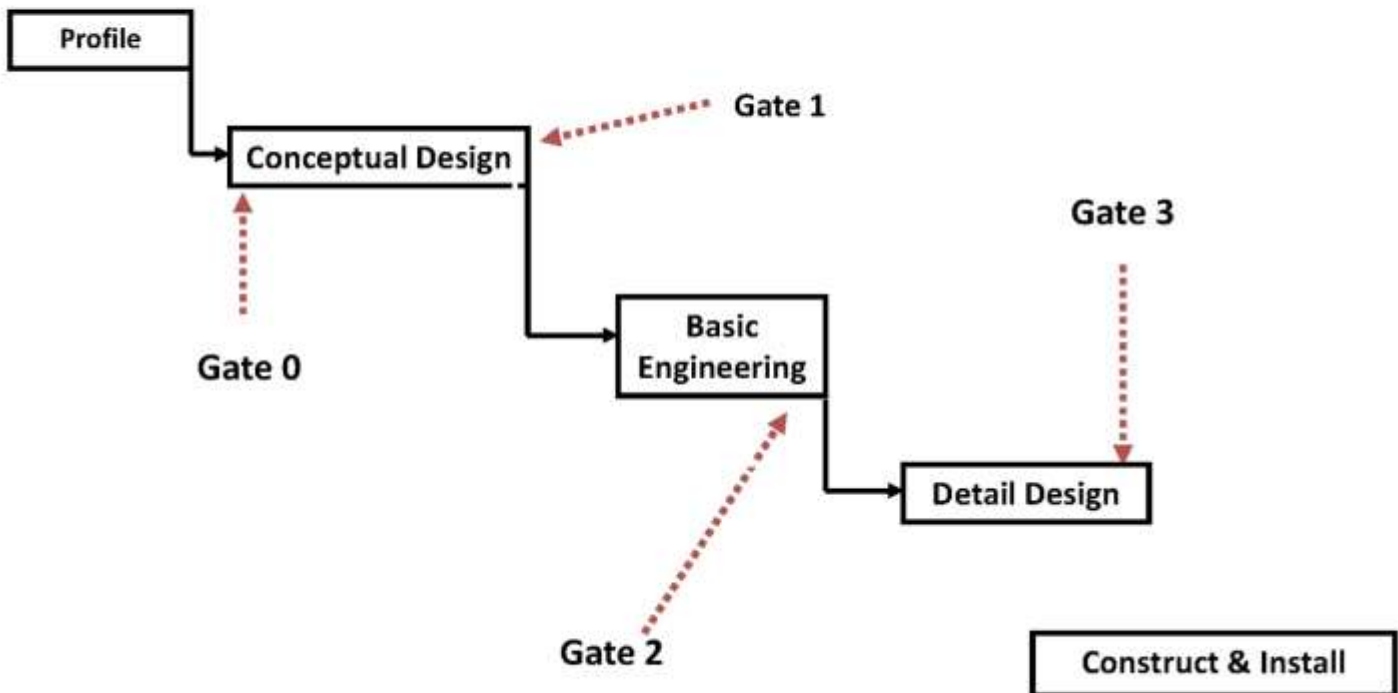 Profile
Gate 1
Conceptual Design
Gate 3
Basic
Engineering
Gate 0
Detail Design
Gate 2
Construct & Install